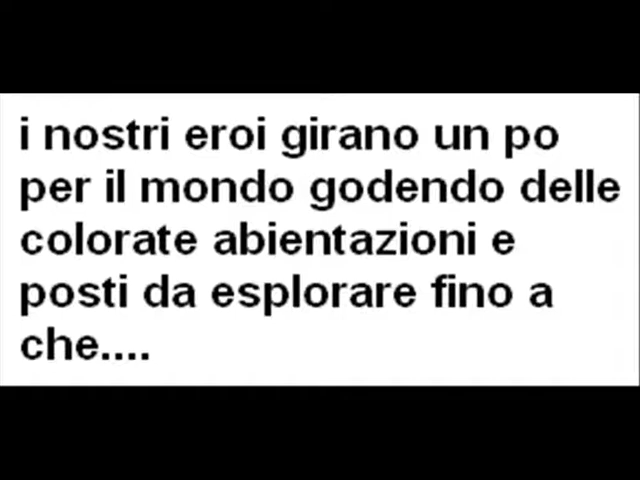 i nostri eroi girano un po
per il mondo godendo delle
colorate abientazioni e
posti da esplorare fino a
che....